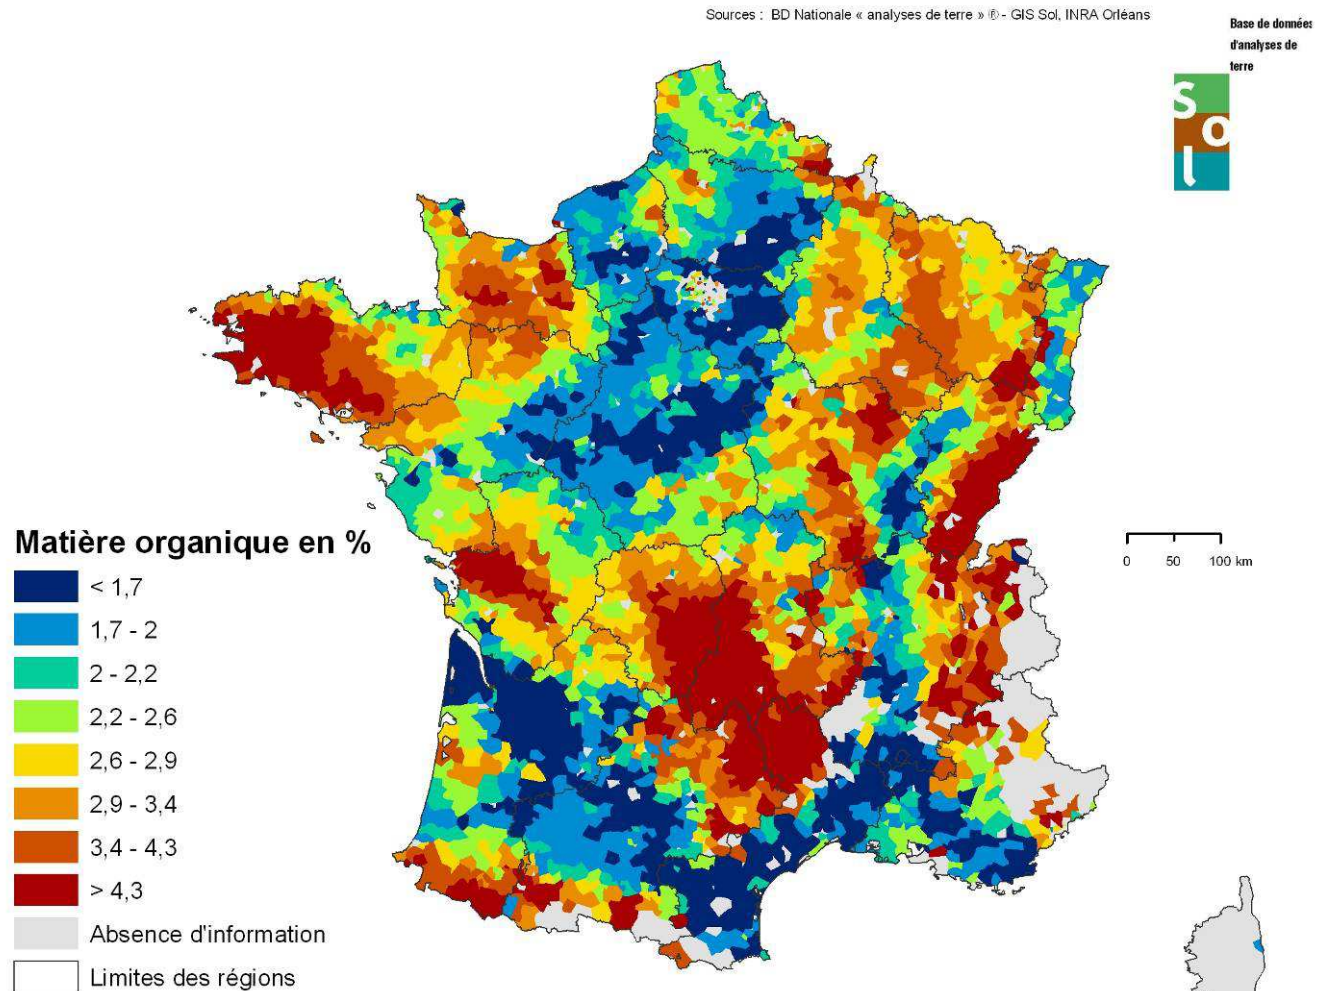 Sources : BD Nationale « analyses de terre » ® - GIS Sol, INRA Orléans
Base de données
d'analyses de
terre
S
o
l
Matière organique en %
< 1,7
1,7 - 2
2 - 2,2
2,2 - 2,6
2,6 - 2,9
2,9 - 3,4
3,4 - 4,3
> 4,3
Absence d'information
Limites des régions
0 50 100 km